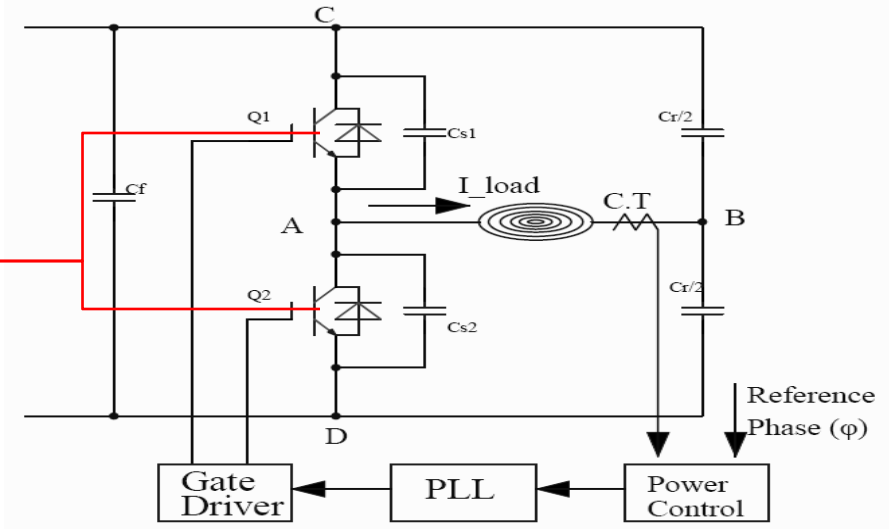 C
Q1
Cs1
Cr/2
Cf
I_load
C.T
A
B
Q2
Cr/2
Cs2
D
Reference
Phase (φ)
Gate
Driver
PLL
Power
Control